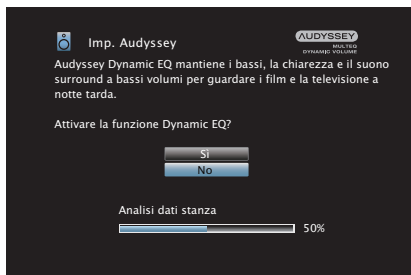 Imp. Audyssey
AUDYSSEY
MULTEQ
DYNAMIC VOLUME
Audyssey Dynamic EQ mantiene i bassi, la chiarezza e il suono
surround a bassi volumi per guardare i film e la televisione a
notte tarda.
Attivare la funzione Dynamic EQ?
Sì
No
Analisi dati stanza
50%